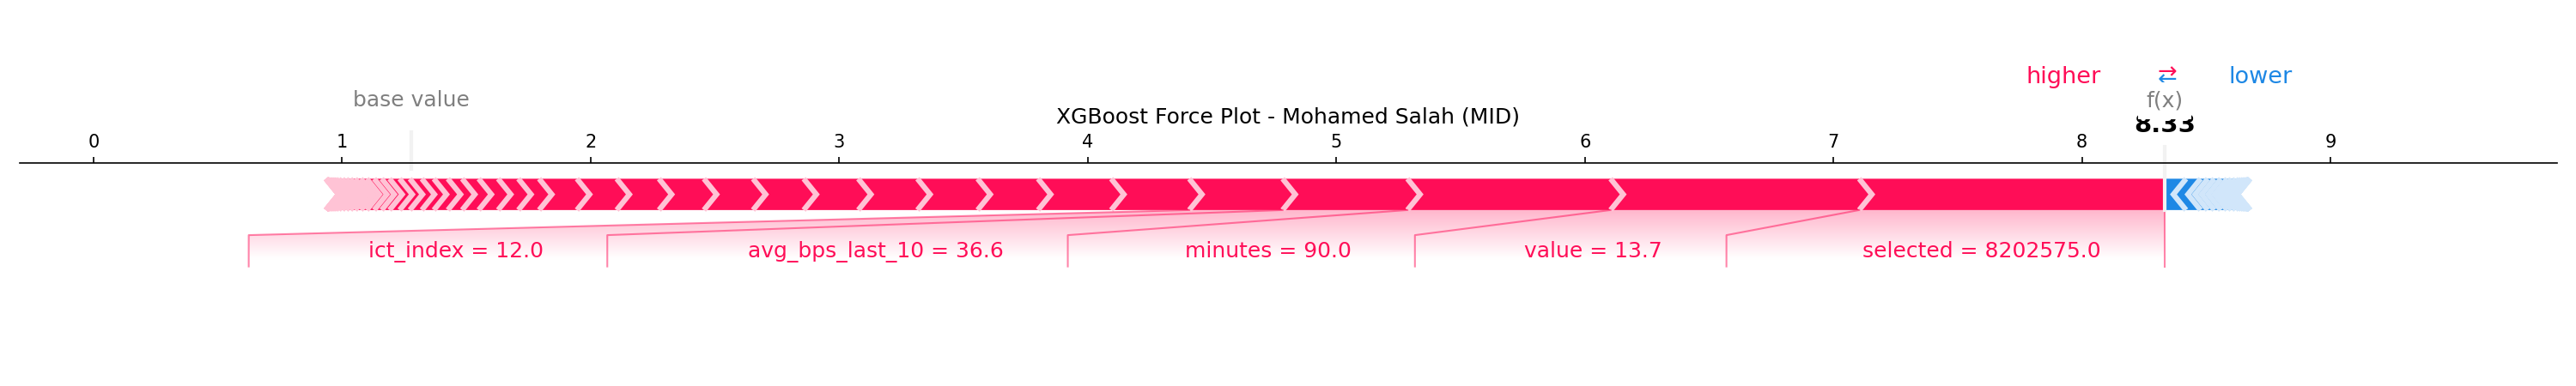 higher ⇄ lower
base value
f(x)
XGBoost Force Plot - Mohamed Salah (MID)
8.33
0 1 2 3 4 5 6 7 8 9
ict_index = 12.0 avg_bps_last_10 = 36.6 minutes = 90.0 value = 13.7 selected = 8202575.0